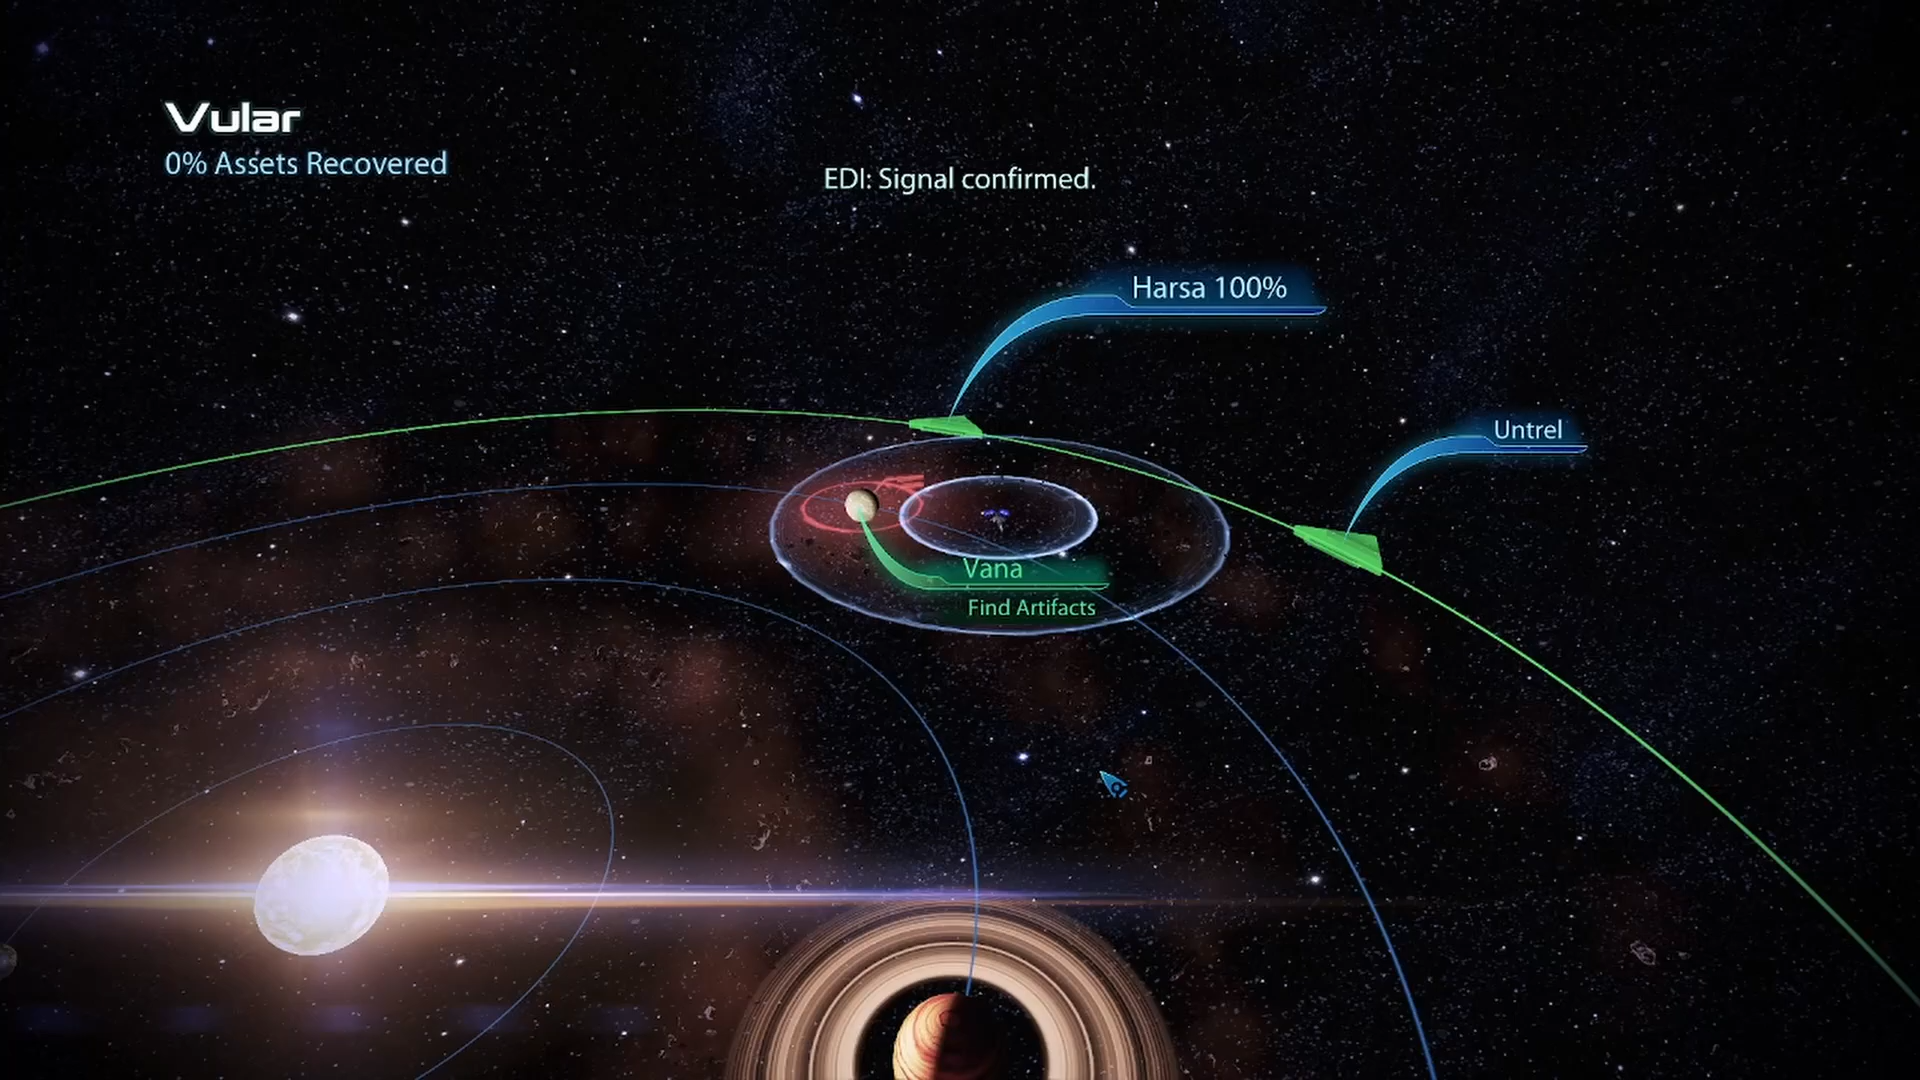 Vular
0% Assets Recovered
EDI: Signal confirmed.
Harsa 100%
Untrel
Vana
Find Artifacts